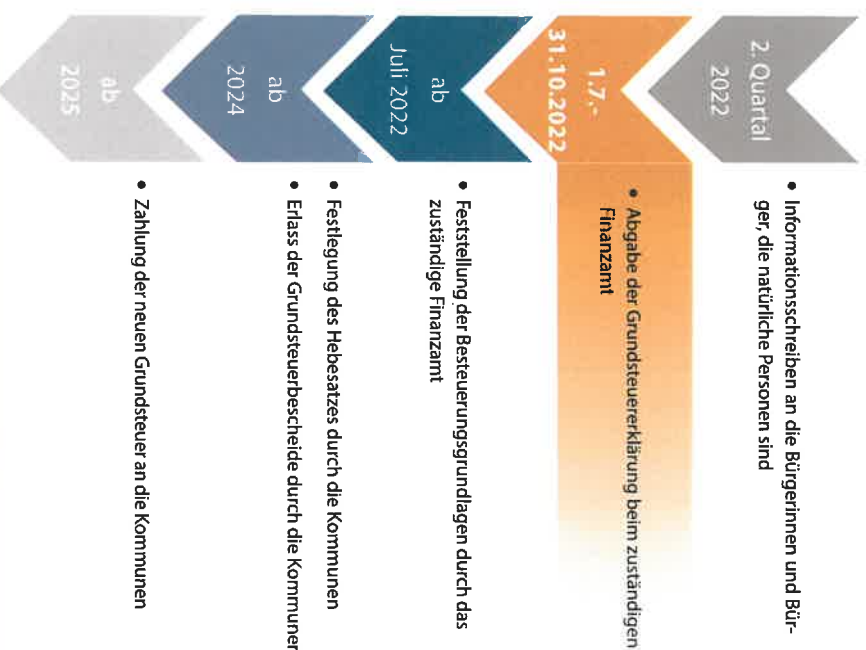 2. Quartal
2022
• Informationsschreiben an die Bürgerinnen und Bür-
ger, die natürliche Personen sind
1.7.-
31.10.2022
• Abgabe der Grundsteuererklärung beim zuständigen
Finanzamt
ab
Juli 2022
• Feststellung der Besteuerungsgrundlagen durch das
zuständige Finanzamt
ab
2024
• Festlegung des Hebesatzes durch die Kommunen
• Erlass der Grundsteuerbescheide durch die Kommunen
ab
2025
• Zahlung der neuen Grundsteuer an die Kommunen